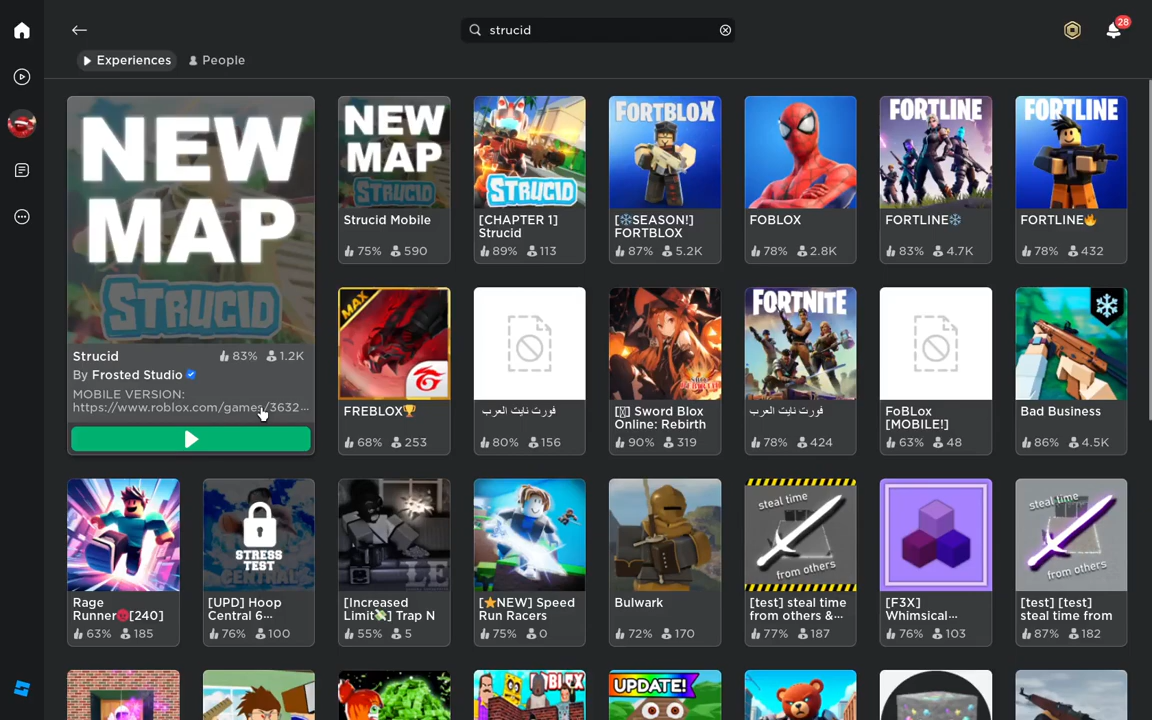 strucid
28
Experiences
People
NEW
MAP
STRUCID
Strucid
83% 1.2K
By Frosted Studio
MOBILE VERSION:
https://www.roblox.com/games/3632...
NEW
MAP
STRUCID
Strucid Mobile
75% 590
STRUCID
[CHAPTER 1]
Strucid
89% 113
FORTBLOX
[❄️SEASON!]
FORTBLOX
87% 5.2K
FOBLOX
78% 2.8K
FORTLINE
FORTLINE❄️
83% 4.7K
FORTLINE
FORTLINE🔥
78% 432
MAX
FREBLOX🏆
68% 253
فورت نايت العرب
80% 156
[] Sword Blox
Online: Rebirth
90% 319
FORTNITE
فورت نايت العرب
78% 424
FoBLox
[MOBILE!]
63% 48
Bad Business
86% 4.5K
Rage
Runner[240]
63% 185
STRESS
TEST
CENTRAL
[UPD] Hoop
Central 6...
76% 100
[Increased
Limit💸] Trap N
55% 5
[⭐NEW] Speed
Run Racers
75% 0
Bulwark
72% 170
steal time
from others
[test] steal time
from others &...
77% 187
[F3X]
Whimsical...
76% 103
steal time
from others
[test] [test]
steal time from
87% 182
UPDATE!